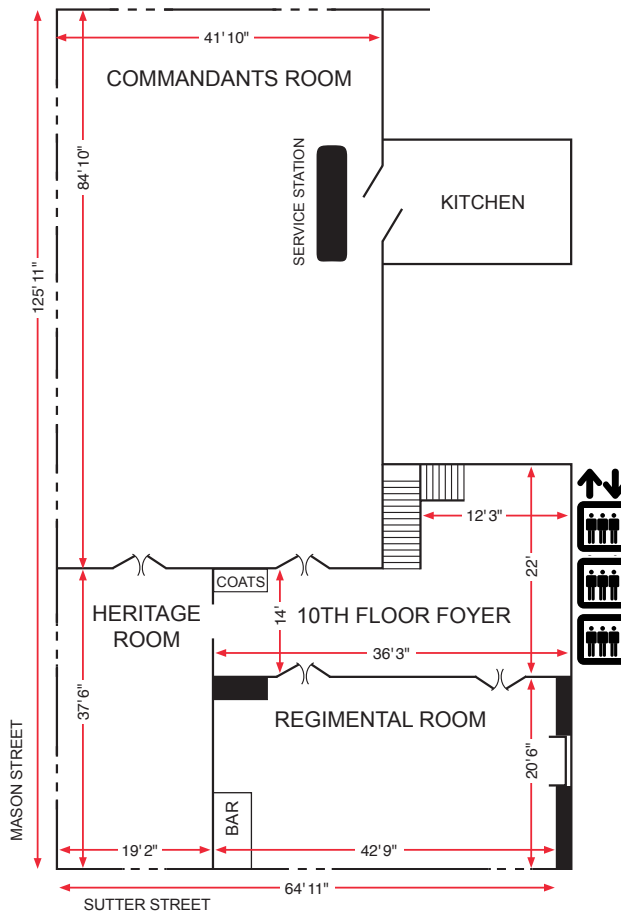 41' 10"
COMMANDANTS ROOM
84' 10"
SERVICE STATION
KITCHEN
125' 11"
12' 3"
COATS
22'
HERITAGE
ROOM
14'
10TH FLOOR FOYER
36' 3"
37'6"
REGIMENTAL ROOM
20'6"
MASON STREET
BAR
19'2"
42'9"
64'11"
SUTTER STREET